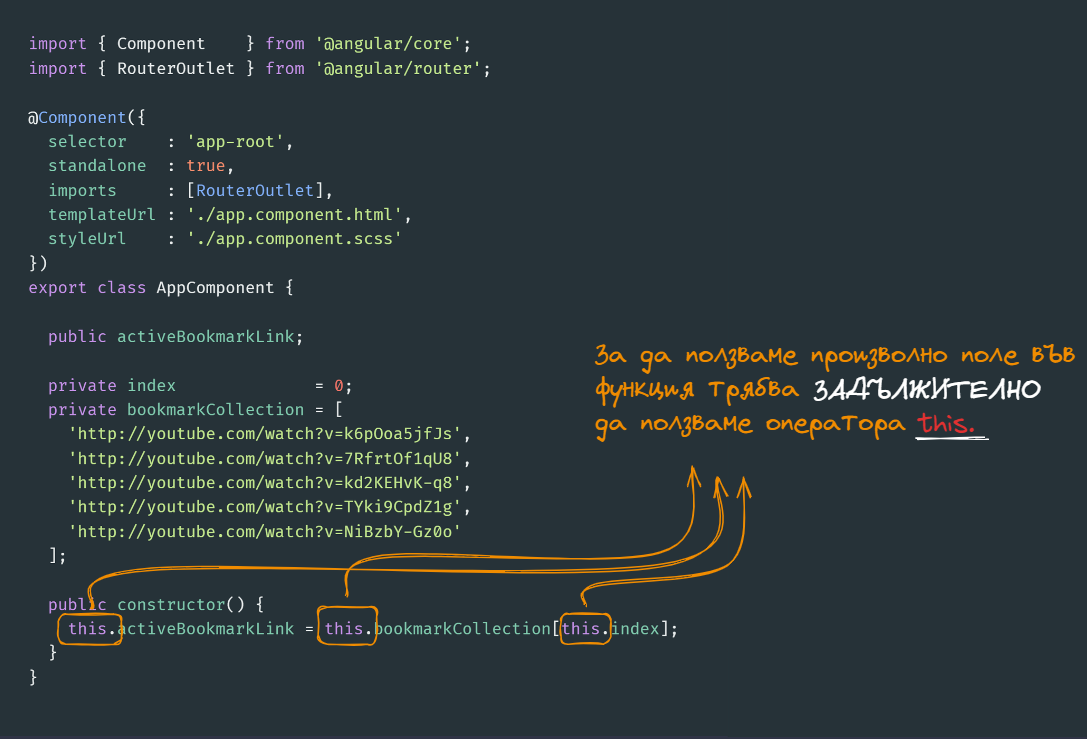 import { Component    } from '@angular/core';
import { RouterOutlet } from '@angular/router';
@Component({
  selector    : 'app-root',
  standalone  : true,
  imports     : [RouterOutlet],
  templateUrl : './app.component.html',
  styleUrl    : './app.component.scss'
})
export class AppComponent {
  public activeBookmarkLink;
За да ползваме произволно поле във
  private index              = 0;
функция трябва ЗАДЪЛЖИТЕЛНО
  private bookmarkCollection = [
да ползваме оператора this.
    'http://youtube.com/watch?v=k6pOoa5jfJs',
    'http://youtube.com/watch?v=7RfrtOf1qU8',
    'http://youtube.com/watch?v=kd2KEHvK-q8',
    'http://youtube.com/watch?v=TYki9CpdZ1g',
    'http://youtube.com/watch?v=NiBzbY-Gz0o'
  ];
  public constructor() {
    this.activeBookmarkLink = this.bookmarkCollection[this.index];
  }
}